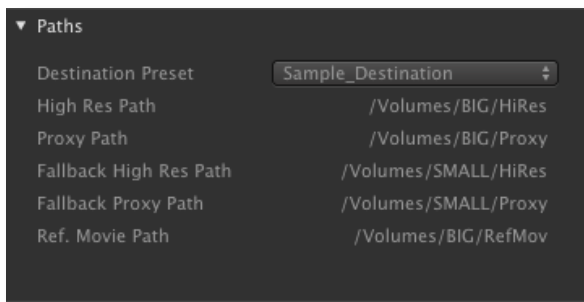 Paths
Destination Preset Sample_Destination
High Res Path /Volumes/BIG/HiRes
Proxy Path /Volumes/BIG/Proxy
Fallback High Res Path /Volumes/SMALL/HiRes
Fallback Proxy Path /Volumes/SMALL/Proxy
Ref. Movie Path /Volumes/BIG/RefMov